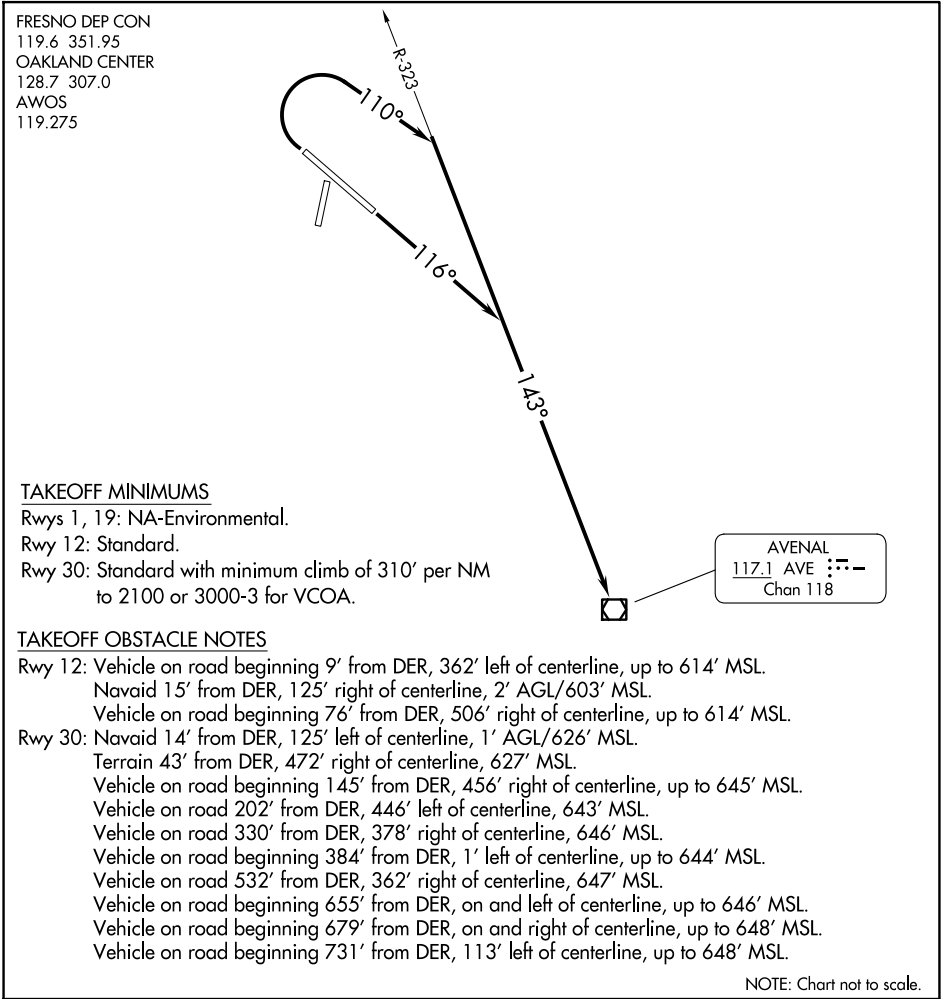 FRESNO DEP CON
119.6 351.95
OAKLAND CENTER
128.7 307.0
AWOS
119.275
R-323
110°
116°
143°
TAKEOFF MINIMUMS
Rwys 1, 19: NA-Environmental.
Rwy 12: Standard.
Rwy 30: Standard with minimum climb of 310' per NM
to 2100 or 3000-3 for VCOA.
AVENAL
117.1 AVE
Chan 118
TAKEOFF OBSTACLE NOTES
Rwy 12: Vehicle on road beginning 9' from DER, 362' left of centerline, up to 614' MSL.
Navaid 15' from DER, 125' right of centerline, 2' AGL/603' MSL.
Vehicle on road beginning 76' from DER, 506' right of centerline, up to 614' MSL.
Rwy 30: Navaid 14' from DER, 125' left of centerline, 1' AGL/626' MSL.
Terrain 43' from DER, 472' right of centerline, 627' MSL.
Vehicle on road beginning 145' from DER, 456' right of centerline, up to 645' MSL.
Vehicle on road 202' from DER, 446' left of centerline, 643' MSL.
Vehicle on road 330' from DER, 378' right of centerline, 646' MSL.
Vehicle on road beginning 384' from DER, 1' left of centerline, up to 644' MSL.
Vehicle on road 532' from DER, 362' right of centerline, 647' MSL.
Vehicle on road beginning 655' from DER, on and left of centerline, up to 646' MSL.
Vehicle on road beginning 679' from DER, on and right of centerline, up to 648' MSL.
Vehicle on road beginning 731' from DER, 113' left of centerline, up to 648' MSL.
NOTE: Chart not to scale.